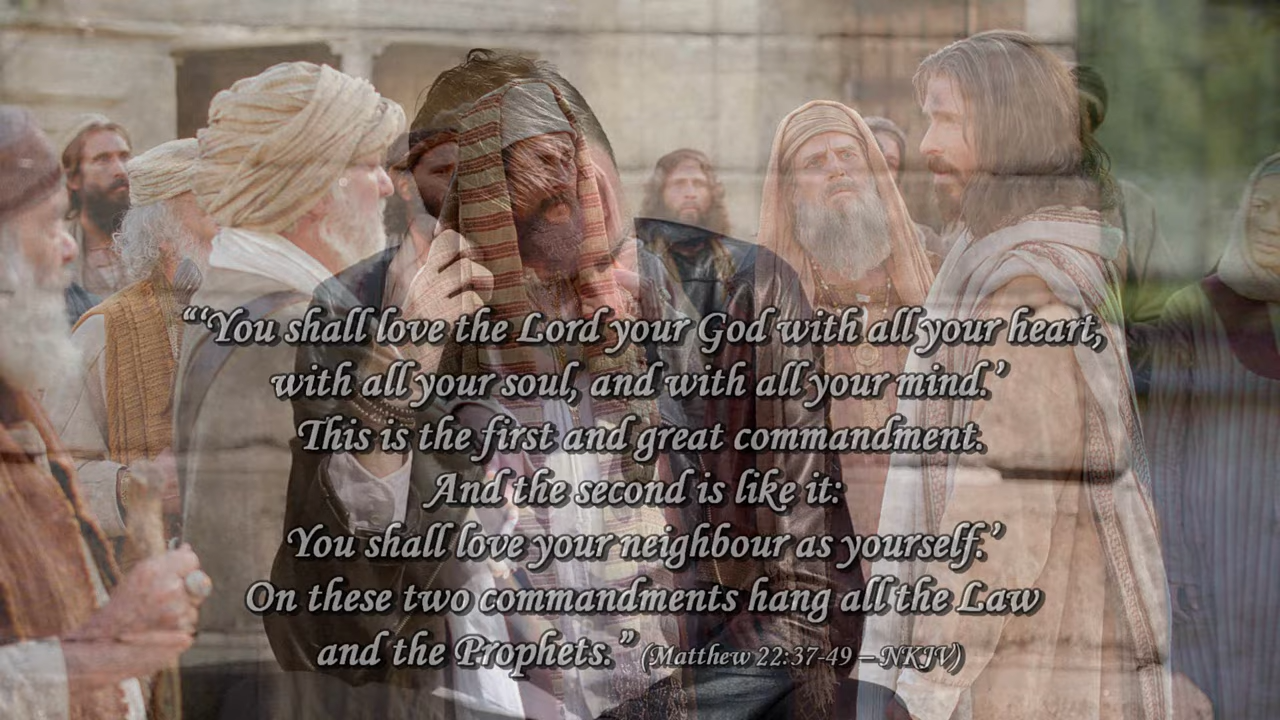 “‘You shall love the Lord your God with all your heart,
with all your soul, and with all your mind.’
This is the first and great commandment.
And the second is like it:
You shall love your neighbour as yourself.’
On these two commandments hang all the Law
and the Prophets.” (Matthew 22:37-49 – NKJV)